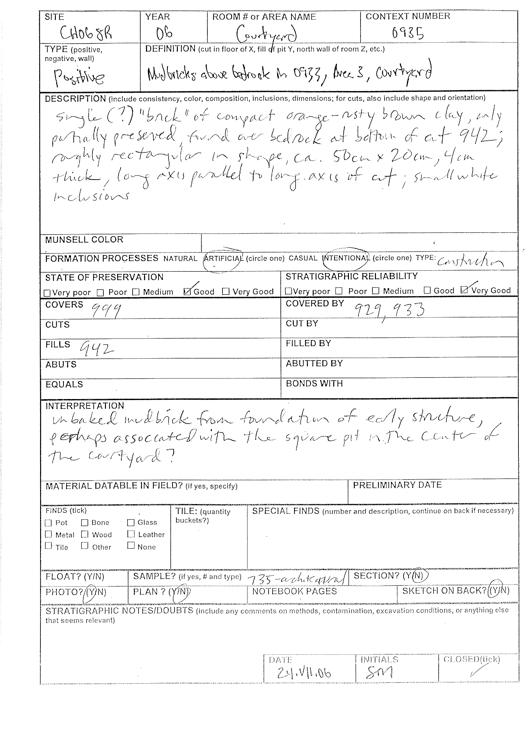 SITE YEAR ROOM # or AREA NAME CONTEXT NUMBER
CH06SR 06 Courtyard 0935
TYPE (positive, negative, wall) DEFINITION (cut in floor of X, fill of pit Y, north wall of room Z, etc.)
Positive Mudbricks above bedrock in 0933, Area 3, Courtyard
DESCRIPTION (include consistency, color, composition, inclusions, dimensions; for cuts, also include shape and orientation)
Single (?) "brick" of compact orange-rusty brown clay, only
partially preserved, found over bedrock at bottom of cut 942;
roughly rectangular in shape, ca. 50cm x 20cm, 4cm
thick, long axis parallel to long axis of cut; small white
inclusions
MUNSELL COLOR
FORMATION PROCESSES NATURAL ARTIFICIAL (circle one) CASUAL INTENTIONAL (circle one) TYPE: Construction
STATE OF PRESERVATION STRATIGRAPHIC RELIABILITY
Very poor Poor Medium Good Very Good Very poor Poor Medium Good Very Good
COVERS 999 COVERED BY 929, 933
CUTS CUT BY
FILLS 942 FILLED BY
ABUTS ABUTTED BY
EQUALS BONDS WITH
INTERPRETATION
unbaked mudbrick from foundation of early structure,
perhaps associated with the square pit in the center of
the courtyard?
MATERIAL DATABLE IN FIELD? (if yes, specify) PRELIMINARY DATE
FINDS (tick) TILE: (quantity buckets?) SPECIAL FINDS (number and description, continue on back if necessary)
Pot Bone Glass
Metal Wood Leather
Tile Other None
FLOAT? (Y/N) SAMPLE? (if yes, # and type) 735- SECTION? (Y/N)
PHOTO? (Y/N) PLAN ? (Y/N) NOTEBOOK PAGES SKETCH ON BACK? (Y/N)
STRATIGRAPHIC NOTES/DOUBTS (include any comments on methods, contamination, excavation conditions, or anything else
that seems relevant)
DATE INITIALS CLOSED(tick)
24.VII.06 SM